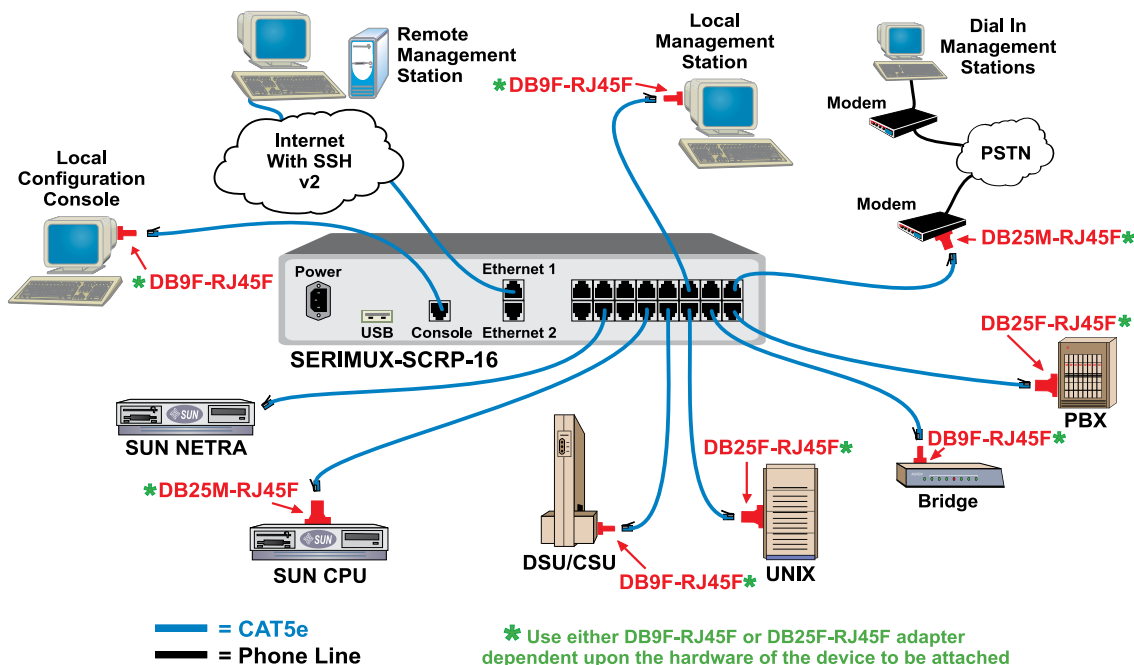 Remote
Management
Station
Local
Management
Station
Dial In
Management
Stations
*DB9F-RJ45F
Modem
Internet
With SSH
v2
PSTN
Local
Configuration
Console
Modem
DB25M-RJ45F*
*DB9F-RJ45F
Power
Ethernet 1
USB
Console
Ethernet 2
SERIMUX-SCRP-16
DB25F-RJ45F*
PBX
SUN
SUN NETRA
DB25F-RJ45F*
DB9F-RJ45F*
*DB25M-RJ45F
Bridge
SUN
SUN CPU
DSU/CSU
DB9F-RJ45F*
UNIX
= CAT5e
= Phone Line
* Use either DB9F-RJ45F or DB25F-RJ45F adapter
dependent upon the hardware of the device to be attached